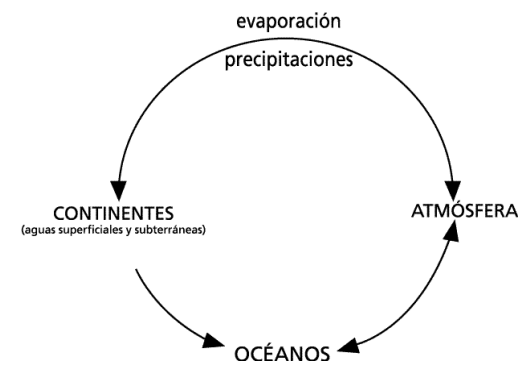 evaporación
precipitaciones
CONTINENTES
(aguas superficiales y subterráneas)
ATMÓSFERA
OCÉANOS